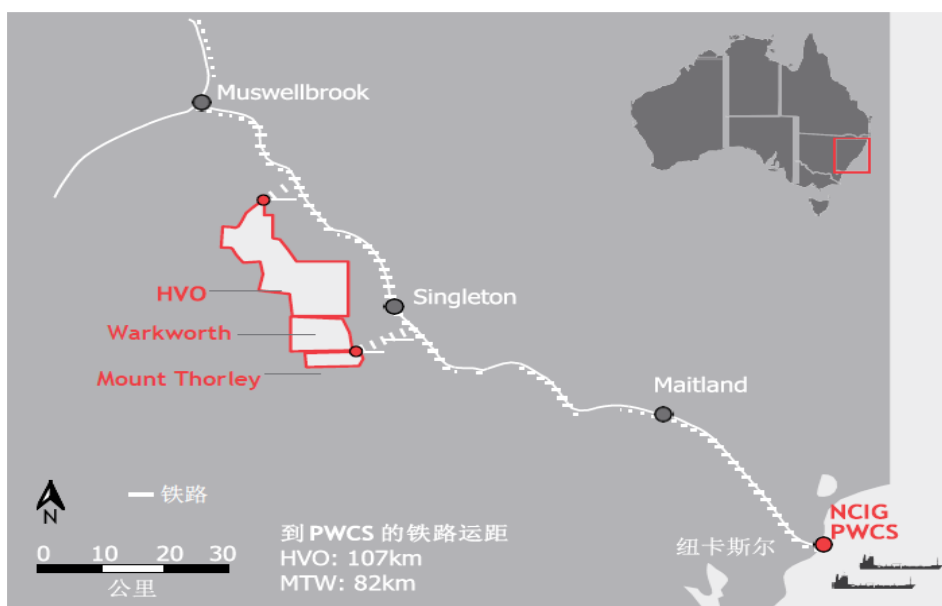 Muswellbrook
HVO
Singleton
Warkworth
Mount Thorley
Maitland
N
铁路
0 10 20 30
公里
到 PWCS 的铁路运距
HVO: 107km
MTW: 82km
NCIG
PWCS
纽卡斯尔